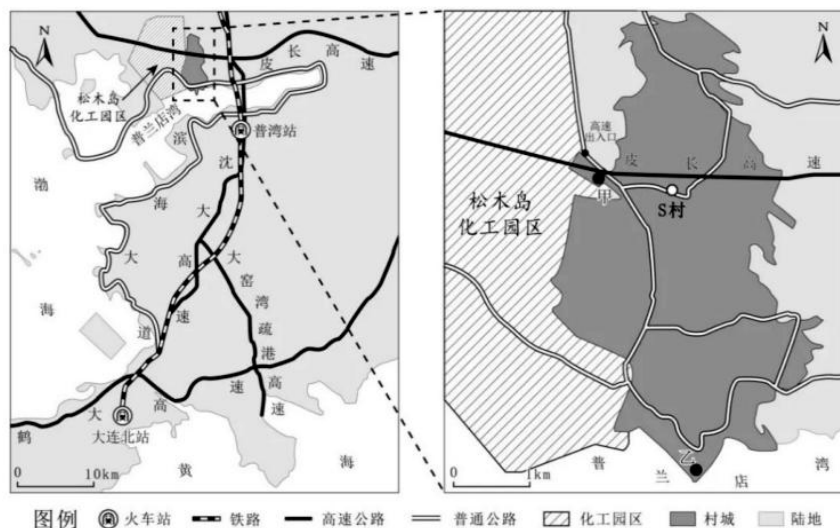 N
皮长高速
松木岛
化工园区
普兰店湾
滨海大道
普湾站
沈大高速
大窑湾疏港高速
渤海
鹤大高速
大连北站
黄海
0 10km
N
高速
出入口
皮长高速
甲
S村
松木岛
化工园区
乙
普兰店湾
0 1km
图例 火车站 铁路 高速公路 普通公路 化工园区 村城 陆地